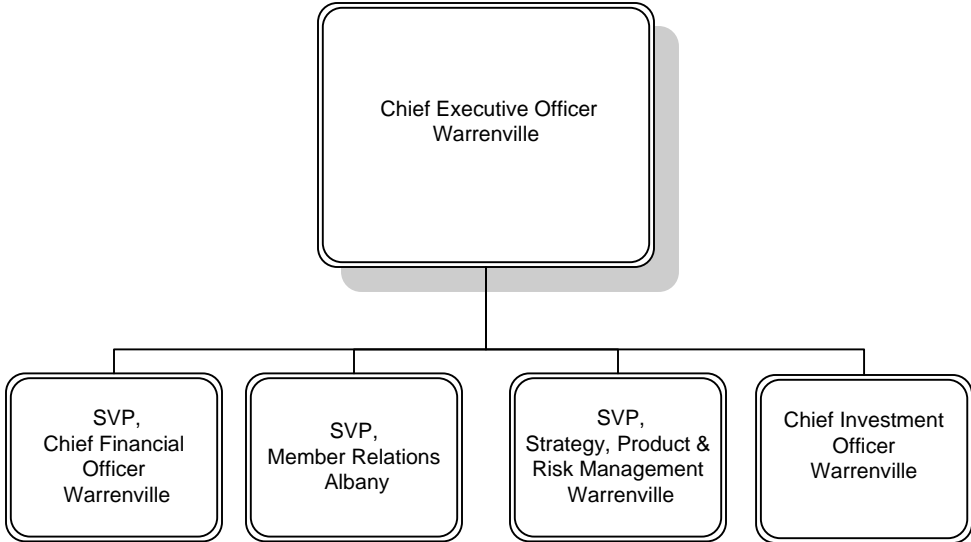 Chief Executive Officer
Warrenville
SVP,
Chief Financial
Officer
Warrenville
SVP,
Member Relations
Albany
SVP,
Strategy, Product &
Risk Management
Warrenville
Chief Investment
Officer
Warrenville